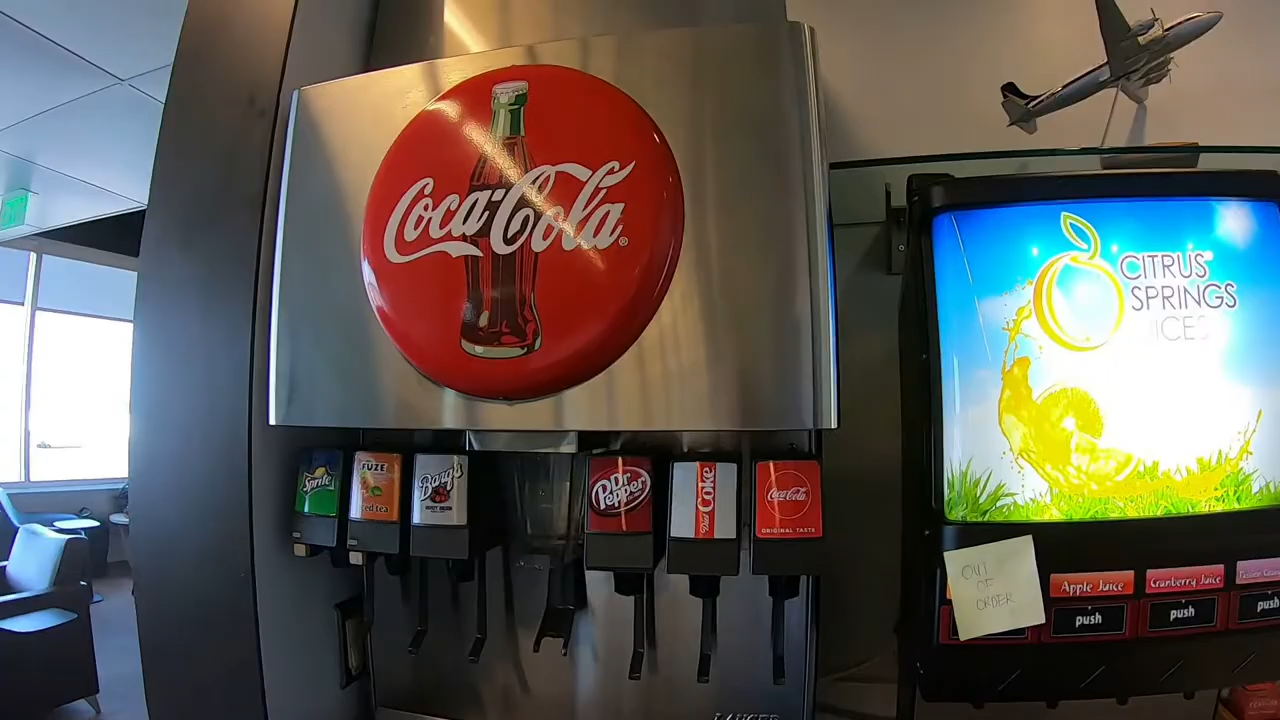 Coca-Cola®
CITRUS
SPRINGS
Sprite
FUZE
iced tea
Barq's
Dr
Pepper
Diet Coke
Coca-Cola
ORIGINAL TASTE
OUT
OF
ORDER
Apple Juice
push
Cranberry Juice
push
push
LANCER